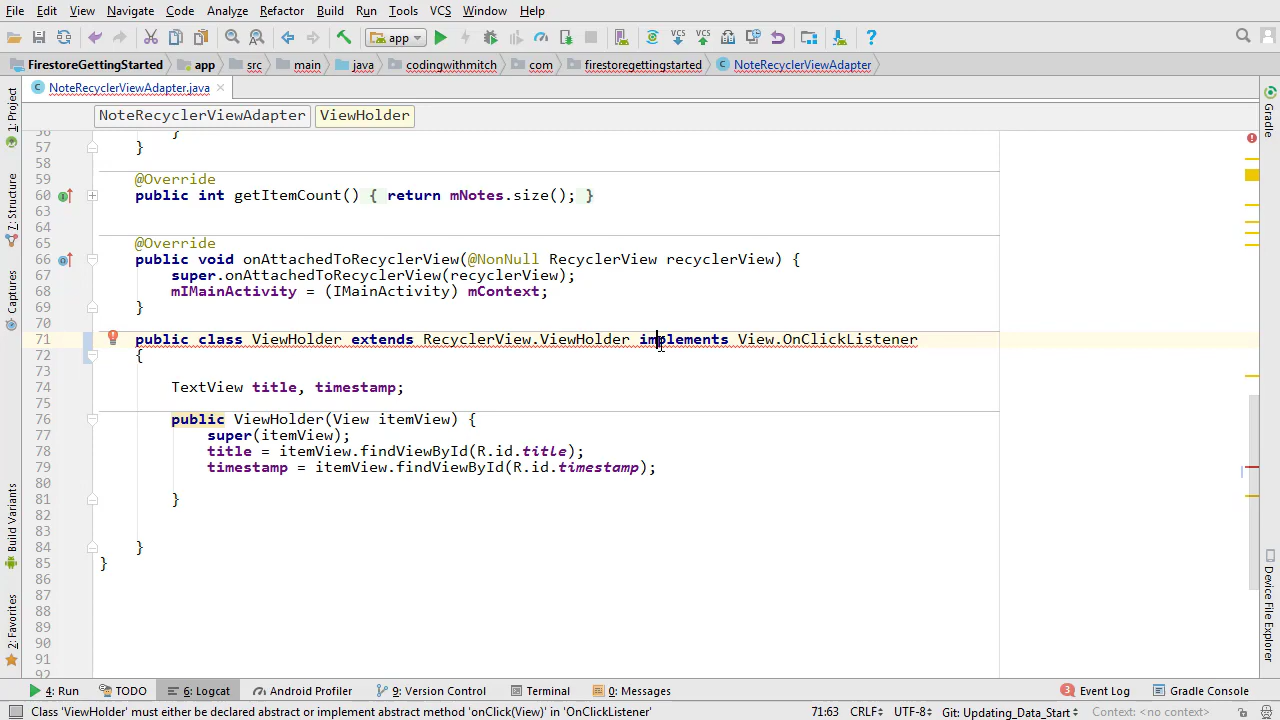 File Edit View Navigate Code Analyze Refactor Build Run Tools VCS Window Help
app
VCS VCS
FirestoreGettingStarted app src main java codingwithmitch com firestoregettingstarted NoteRecyclerViewAdapter
NoteRecyclerViewAdapter.java
NoteRecyclerViewAdapter ViewHolder
56 }
57 }
58
59 @Override
60 public int getItemCount() { return mNotes.size(); }
63
64
65 @Override
66 public void onAttachedToRecyclerView(@NonNull RecyclerView recyclerView) {
67 super.onAttachedToRecyclerView(recyclerView);
68 mIMainActivity = (IMainActivity) mContext;
69 }
70
71 public class ViewHolder extends RecyclerView.ViewHolder implements View.OnClickListener
72 {
73
74 TextView title, timestamp;
75
76 public ViewHolder(View itemView) {
77 super(itemView);
78 title = itemView.findViewById(R.id.title);
79 timestamp = itemView.findViewById(R.id.timestamp);
80
81 }
82
83
84 }
85 }
86
87
88
89
90
91
92
1: Project
7: Structure
Captures
Build Variants
2: Favorites
Gradle
Device File Explorer
4: Run TODO 6: Logcat Android Profiler 9: Version Control Terminal 0: Messages 3 Event Log Gradle Console
Class 'ViewHolder' must either be declared abstract or implement abstract method 'onClick(View)' in 'OnClickListener' 71:63 CRLF UTF-8 Git: Updating_Data_Start Context: <no context>